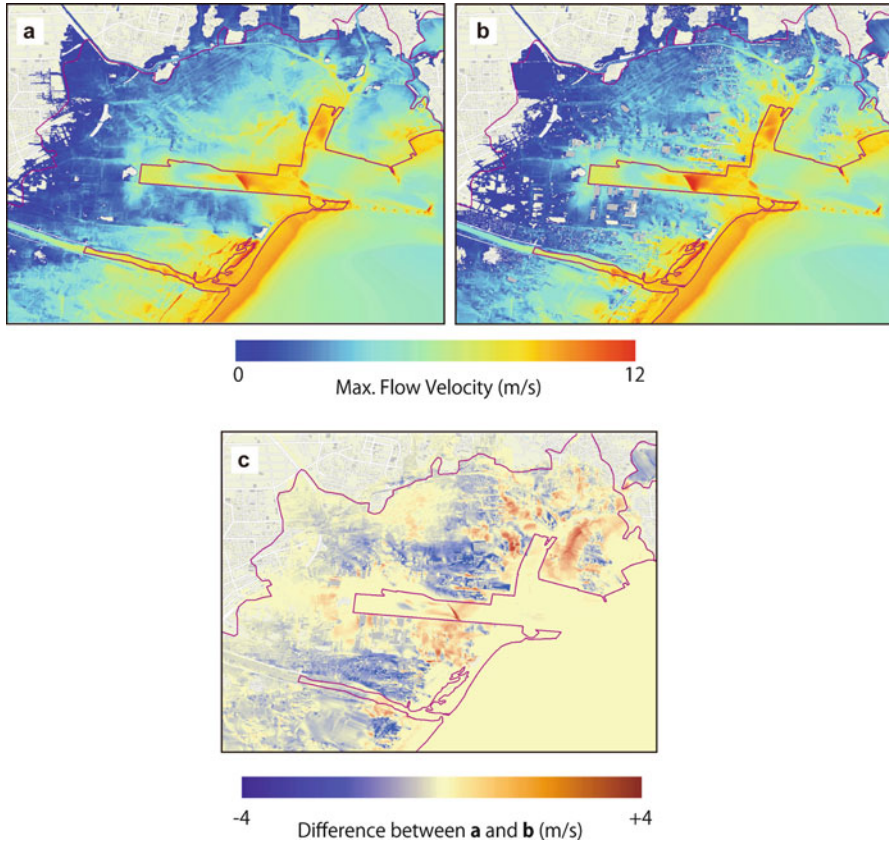 a
b
0
12
Max. Flow Velocity (m/s)
c
-4
+4
Difference between a and b (m/s)